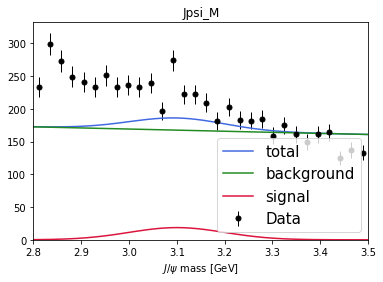 Jpsi_M
300
250
200
150
100
50
0
total
background
signal
Data
2.8 2.9 3.0 3.1 3.2 3.3 3.4 3.5
J/ψ mass [GeV]